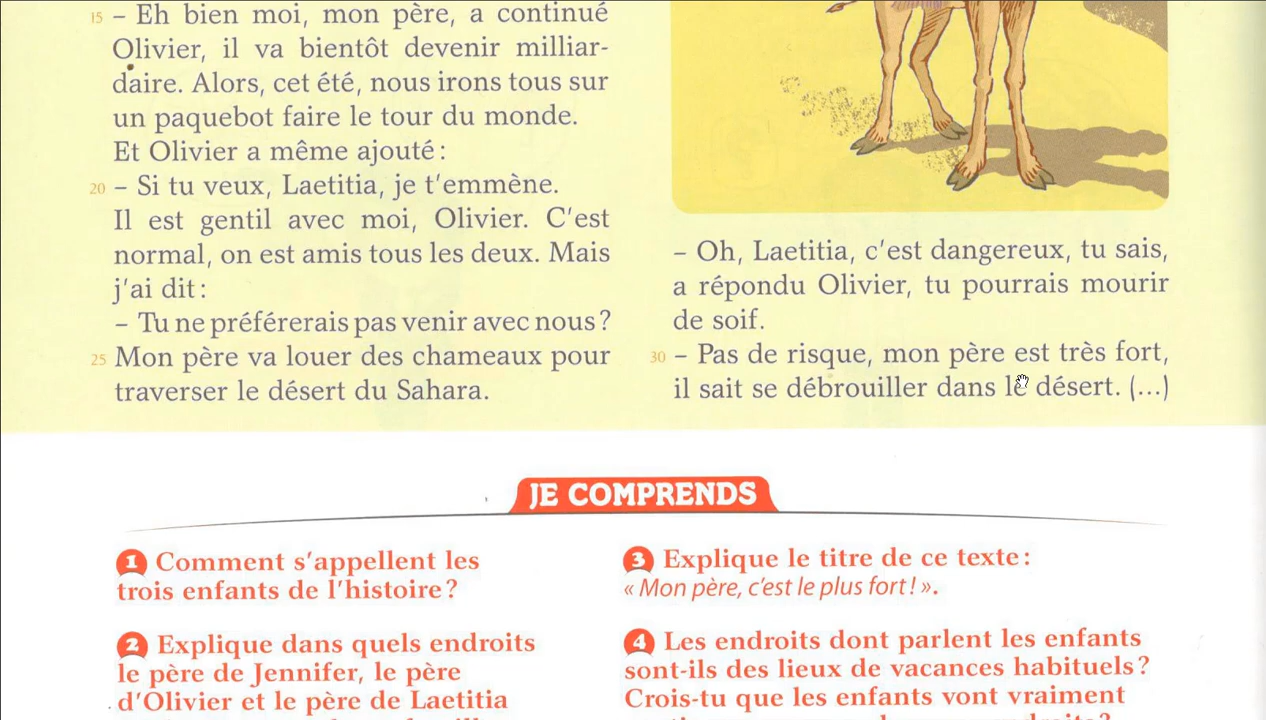 15 – Eh bien moi, mon père, a continué
Olivier, il va bientôt devenir milliar-
daire. Alors, cet été, nous irons tous sur
un paquebot faire le tour du monde.
Et Olivier a même ajouté :
20 – Si tu veux, Laetitia, je t'emmène.
Il est gentil avec moi, Olivier. C'est
normal, on est amis tous les deux. Mais
j'ai dit :
– Tu ne préférerais pas venir avec nous ?
25 Mon père va louer des chameaux pour
traverser le désert du Sahara.
– Oh, Laetitia, c'est dangereux, tu sais,
a répondu Olivier, tu pourrais mourir
de soif.
30 – Pas de risque, mon père est très fort,
il sait se débrouiller dans le désert. (...)
JE COMPRENDS
1 Comment s'appellent les
trois enfants de l'histoire ?
2 Explique dans quels endroits
le père de Jennifer, le père
d'Olivier et le père de Laetitia
3 Explique le titre de ce texte :
« Mon père, c'est le plus fort ! ».
4 Les endroits dont parlent les enfants
sont-ils des lieux de vacances habituels ?
Crois-tu que les enfants vont vraiment